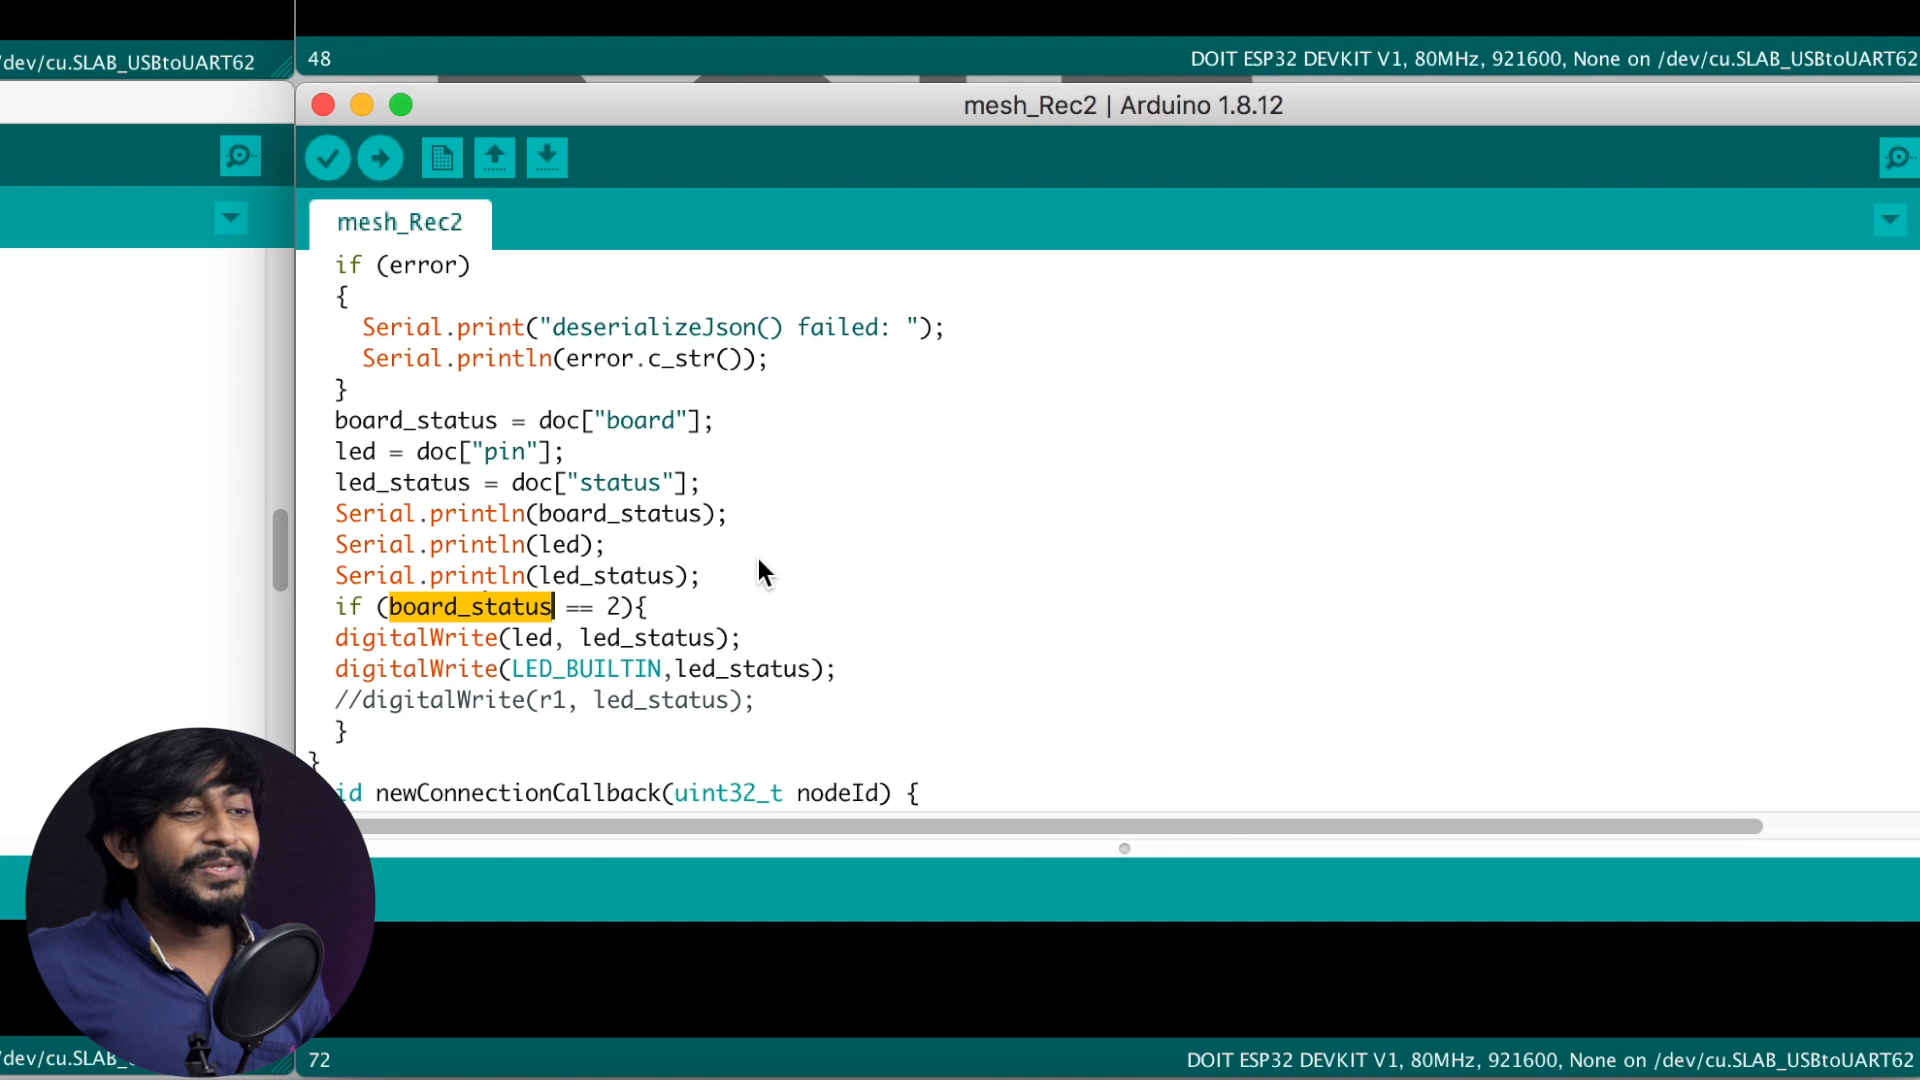 /dev/cu.SLAB_USBtoUART62
48
DOIT ESP32 DEVKIT V1, 80MHz, 921600, None on /dev/cu.SLAB_USBtoUART62
mesh_Rec2 | Arduino 1.8.12
mesh_Rec2
if (error)
{
Serial.print("deserializeJson() failed: ");
Serial.println(error.c_str());
}
board_status = doc["board"];
led = doc["pin"];
led_status = doc["status"];
Serial.println(board_status);
Serial.println(led);
Serial.println(led_status);
if (board_status == 2){
digitalWrite(led, led_status);
digitalWrite(LED_BUILTIN,led_status);
//digitalWrite(r1, led_status);
}
}
id newConnectionCallback(uint32_t nodeId) {
/dev/cu.SLAB_
72
DOIT ESP32 DEVKIT V1, 80MHz, 921600, None on /dev/cu.SLAB_USBtoUART62